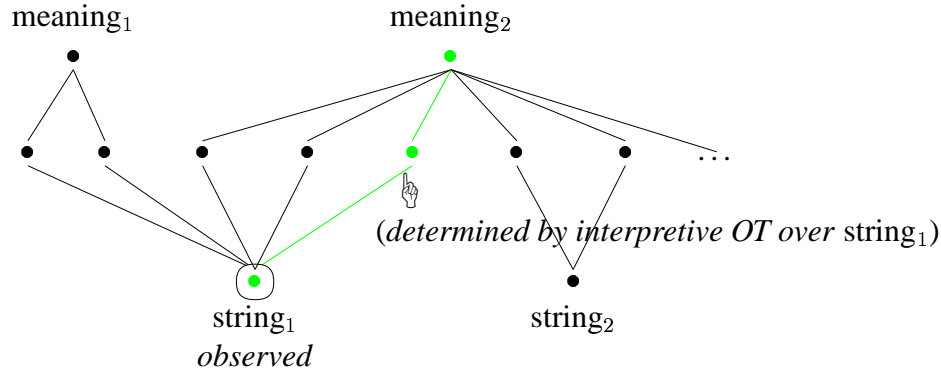 meaning₁ meaning₂
. . .
(determined by interpretive OT over string₁)
string₁ string₂
observed